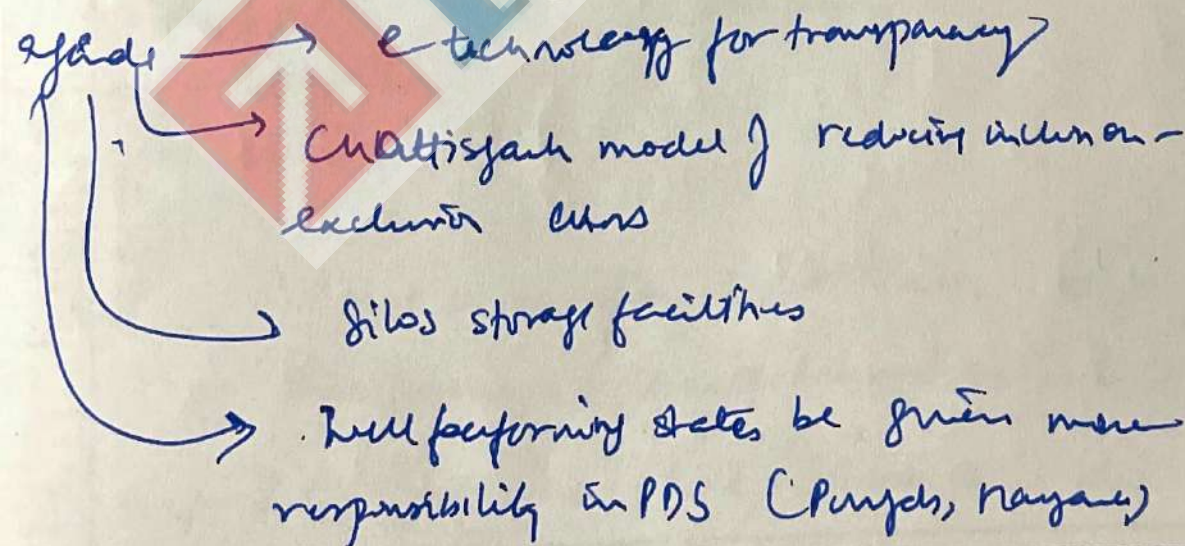 → e technology for transparency
→ Chattisgarh model of reducing inclusion-
exclusion errors
→ Silos storage facilities
→ Well performing states be given more
responsibility in PDS (Punjab, Haryana)